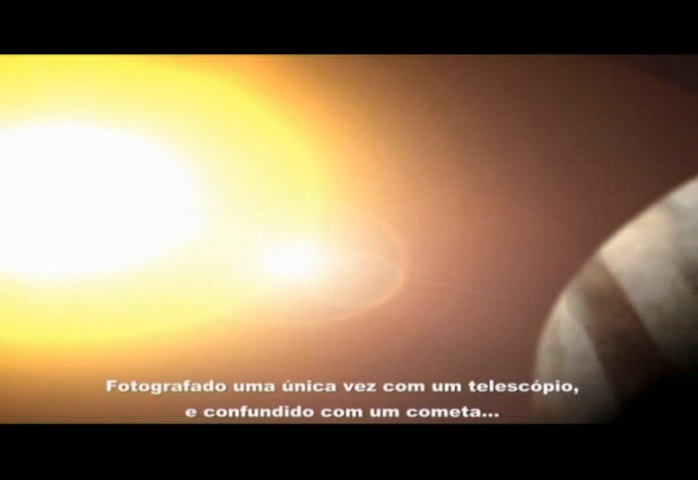 Fotografado uma única vez com um telescópio,
e confundido com um cometa...